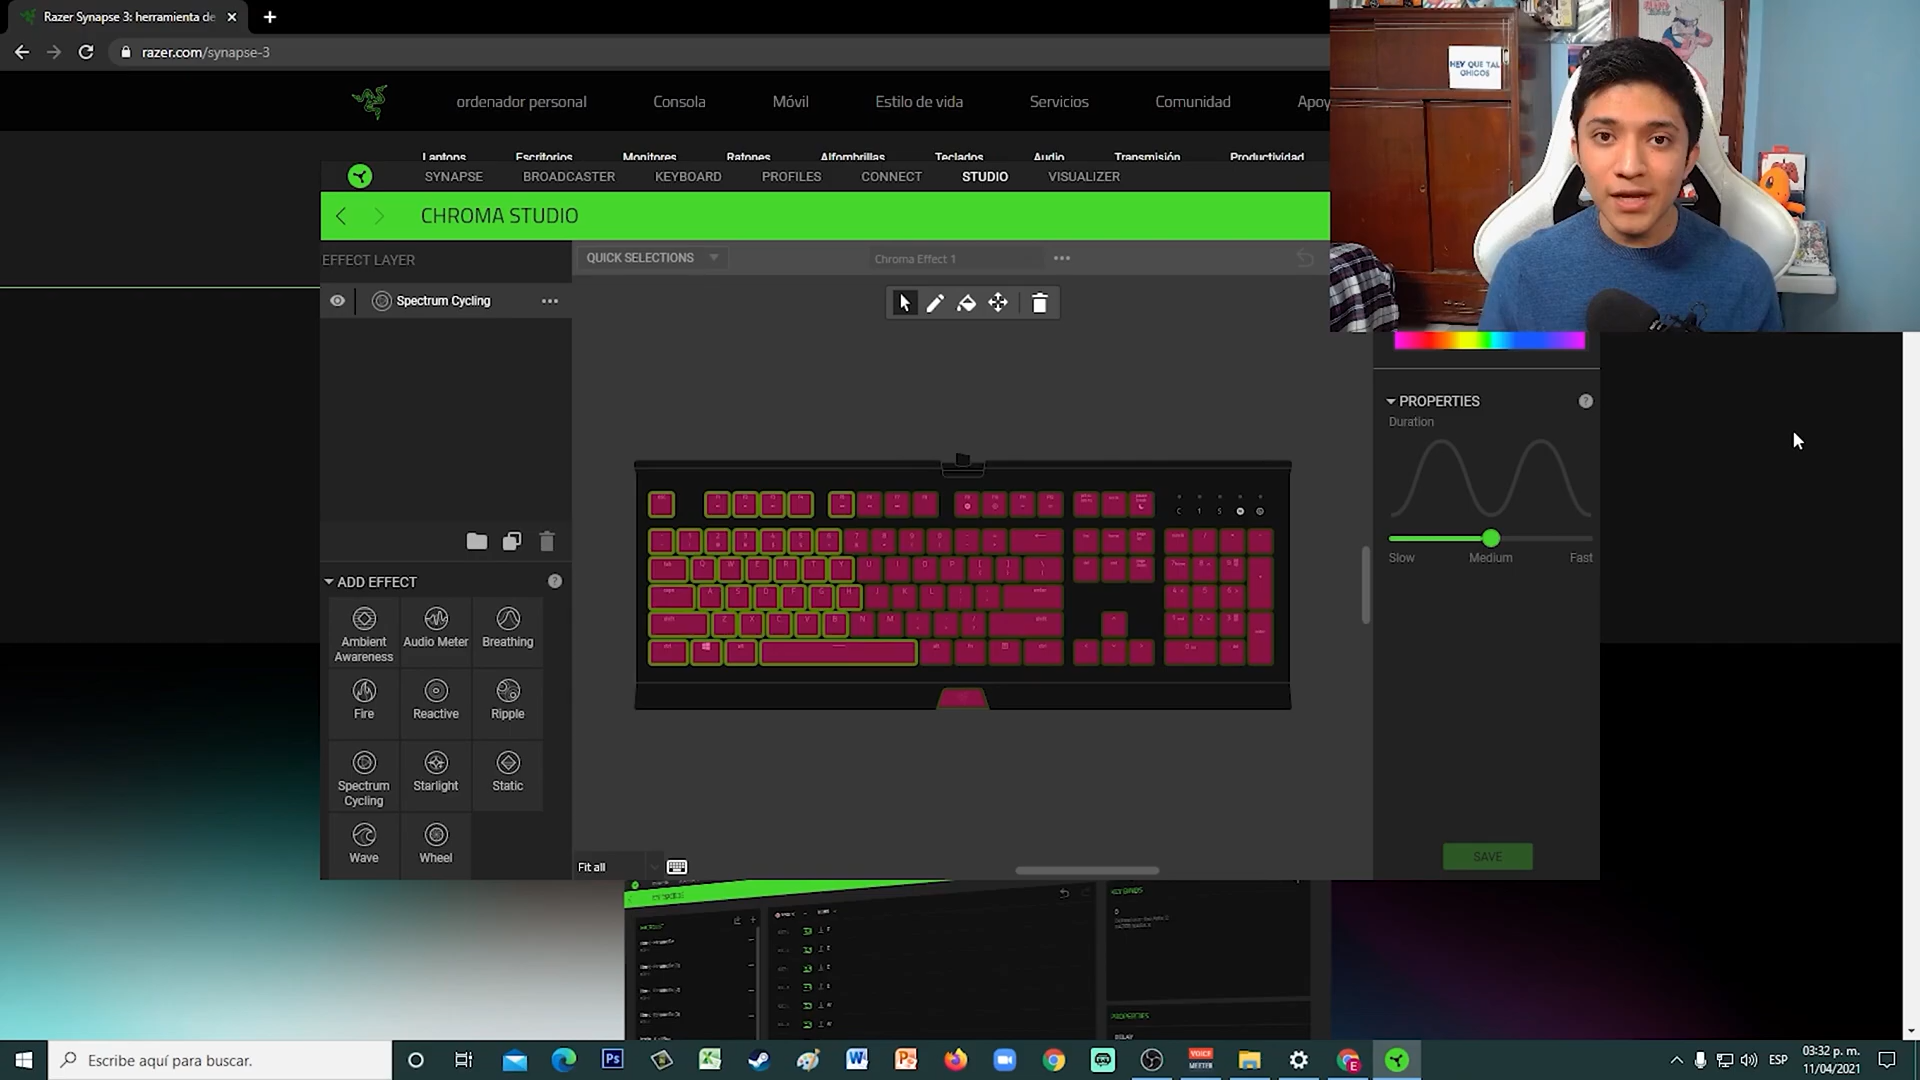 Razer Synapse 3: herramienta de
razer.com/synapse-3
ordenador personal
Consola
Móvil
Estilo de vida
Servicios
Comunidad
Apoy
Laptops
Escritorios
Monitores
Ratones
Alfombrillas
Teclados
Audio
Transmisión
Productividad
HEY QUE TAL
CHICOS
SYNAPSE
BROADCASTER
KEYBOARD
PROFILES
CONNECT
STUDIO
VISUALIZER
CHROMA STUDIO
EFFECT LAYER
QUICK SELECTIONS
Chroma Effect 1
Spectrum Cycling
PROPERTIES
Duration
Slow
Medium
Fast
ADD EFFECT
Ambient
Awareness
Audio Meter
Breathing
Fire
Reactive
Ripple
Spectrum
Cycling
Starlight
Static
Wave
Wheel
Fit all
SAVE
PROPERTIES
DELAY
Escribe aquí para buscar.
ESP
03:32 p. m.
11/04/2021